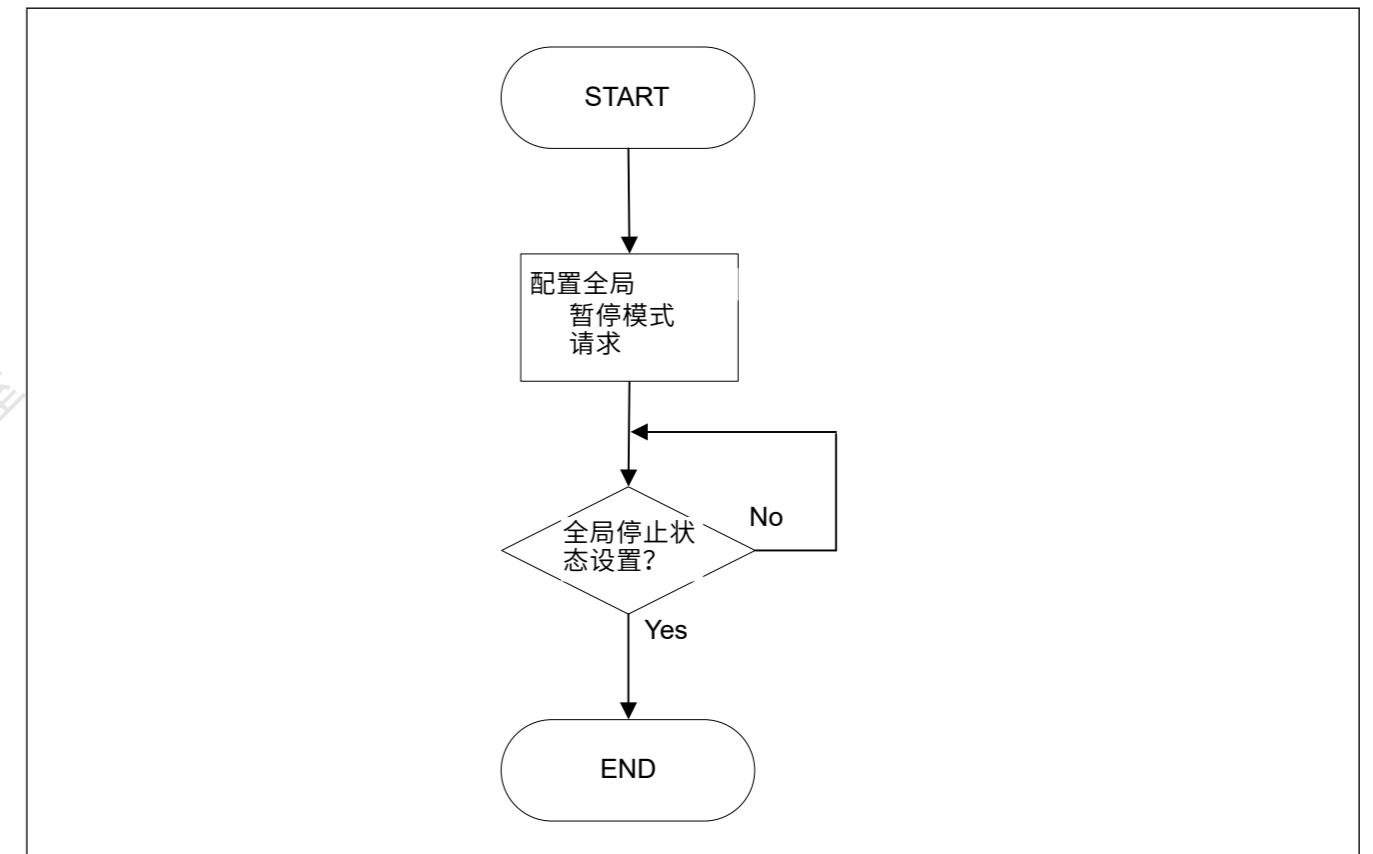 START
配置全局
暂停模式
请求
全局停止状
态设置?
No
Yes
END